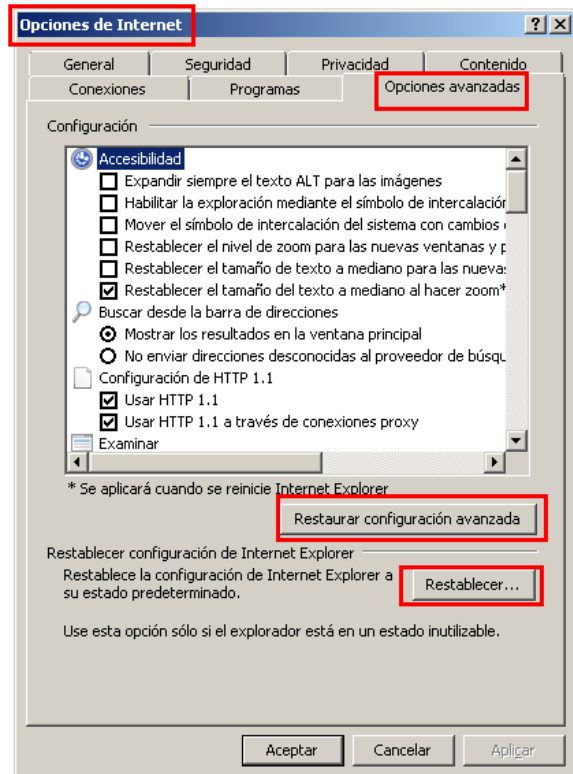 Opciones de Internet
General Seguridad Privacidad Contenido
Conexiones Programas Opciones avanzadas
Configuración
Accesibilidad
Expandir siempre el texto ALT para las imágenes
Habilitar la exploración mediante el símbolo de intercalación
Mover el símbolo de intercalación del sistema con cambios
Restablecer el nivel de zoom para las nuevas ventanas y
Restablecer el tamaño de texto a mediano para las nuevas
Restablecer el tamaño del texto a mediano al hacer zoom*
Buscar desde la barra de direcciones
Mostrar los resultados en la ventana principal
No enviar direcciones desconocidas al proveedor de búsqu
Configuración de HTTP 1.1
Usar HTTP 1.1
Usar HTTP 1.1 a través de conexiones proxy
Examinar
* Se aplicará cuando se reinicie Internet Explorer
Restaurar configuración avanzada
Restablecer configuración de Internet Explorer
Restablece la configuración de Internet Explorer a
su estado predeterminado.
Restablecer...
Use esta opción sólo si el explorador está en un estado inutilizable.
Aceptar Cancelar Aplicar